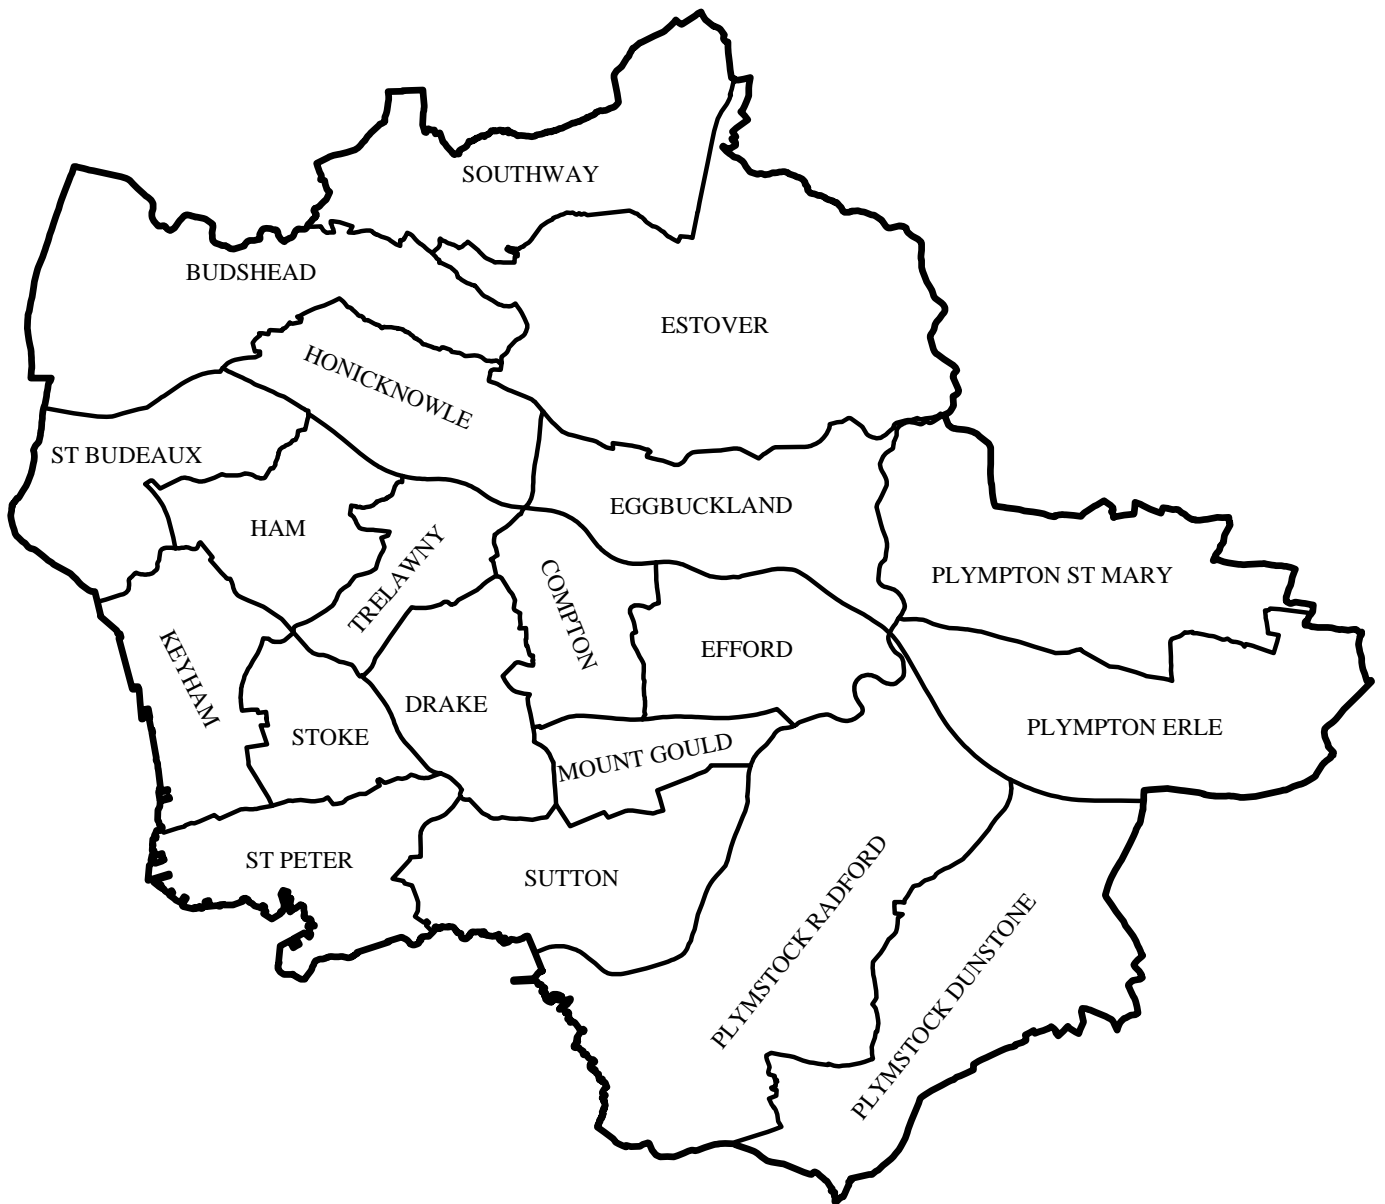 SOUTHWAY
BUDSHEAD
ESTOVER
HONICKNOWLE
ST BUDEAUX
EGGBUCKLAND
HAM
TRELAWNY
COMPTON
PLYMPTON ST MARY
KEYHAM
EFFORD
DRAKE
STOKE
PLYMPTON ERLE
MOUNT GOULD
ST PETER
SUTTON
PLYMSTOCK RADFORD
PLYMSTOCK DUNSTONE